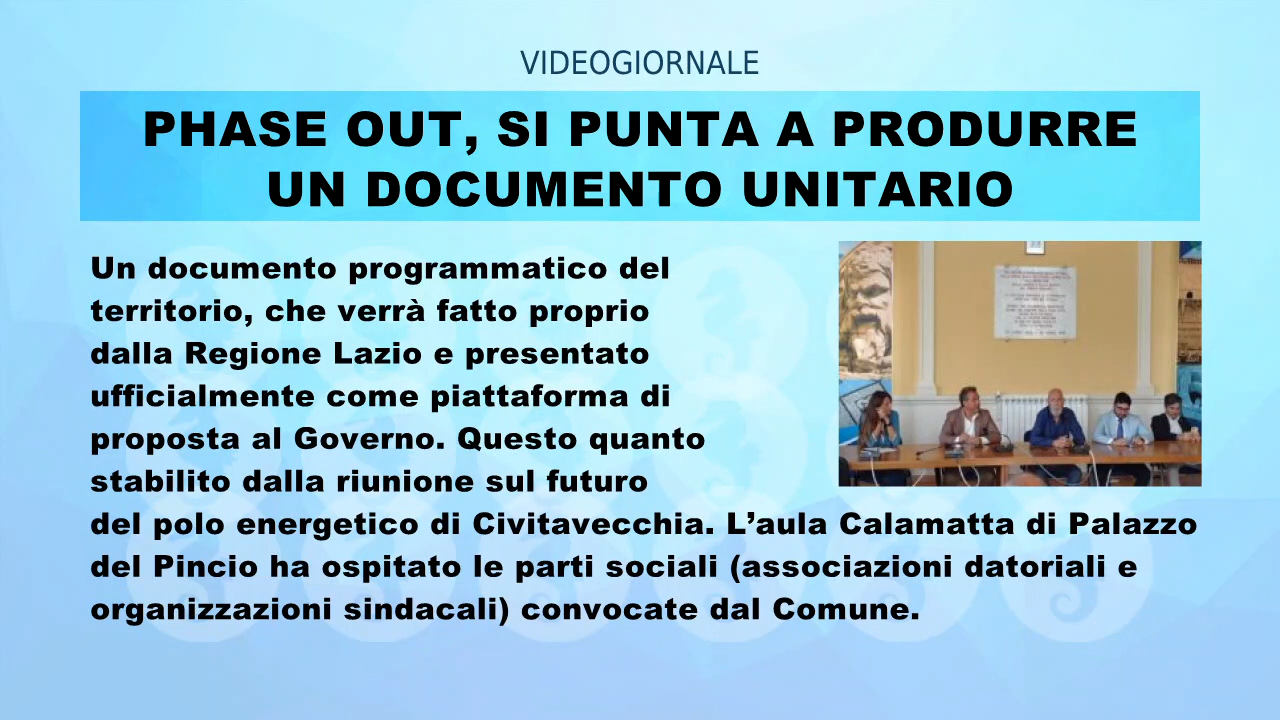 VIDEOGIORNALE
PHASE OUT, SI PUNTA A PRODURRE
UN DOCUMENTO UNITARIO
Un documento programmatico del
territorio, che verrà fatto proprio
dalla Regione Lazio e presentato
ufficialmente come piattaforma di
proposta al Governo. Questo quanto
stabilito dalla riunione sul futuro
del polo energetico di Civitavecchia. L’aula Calamatta di Palazzo
del Pincio ha ospitato le parti sociali (associazioni datoriali e
organizzazioni sindacali) convocate dal Comune.